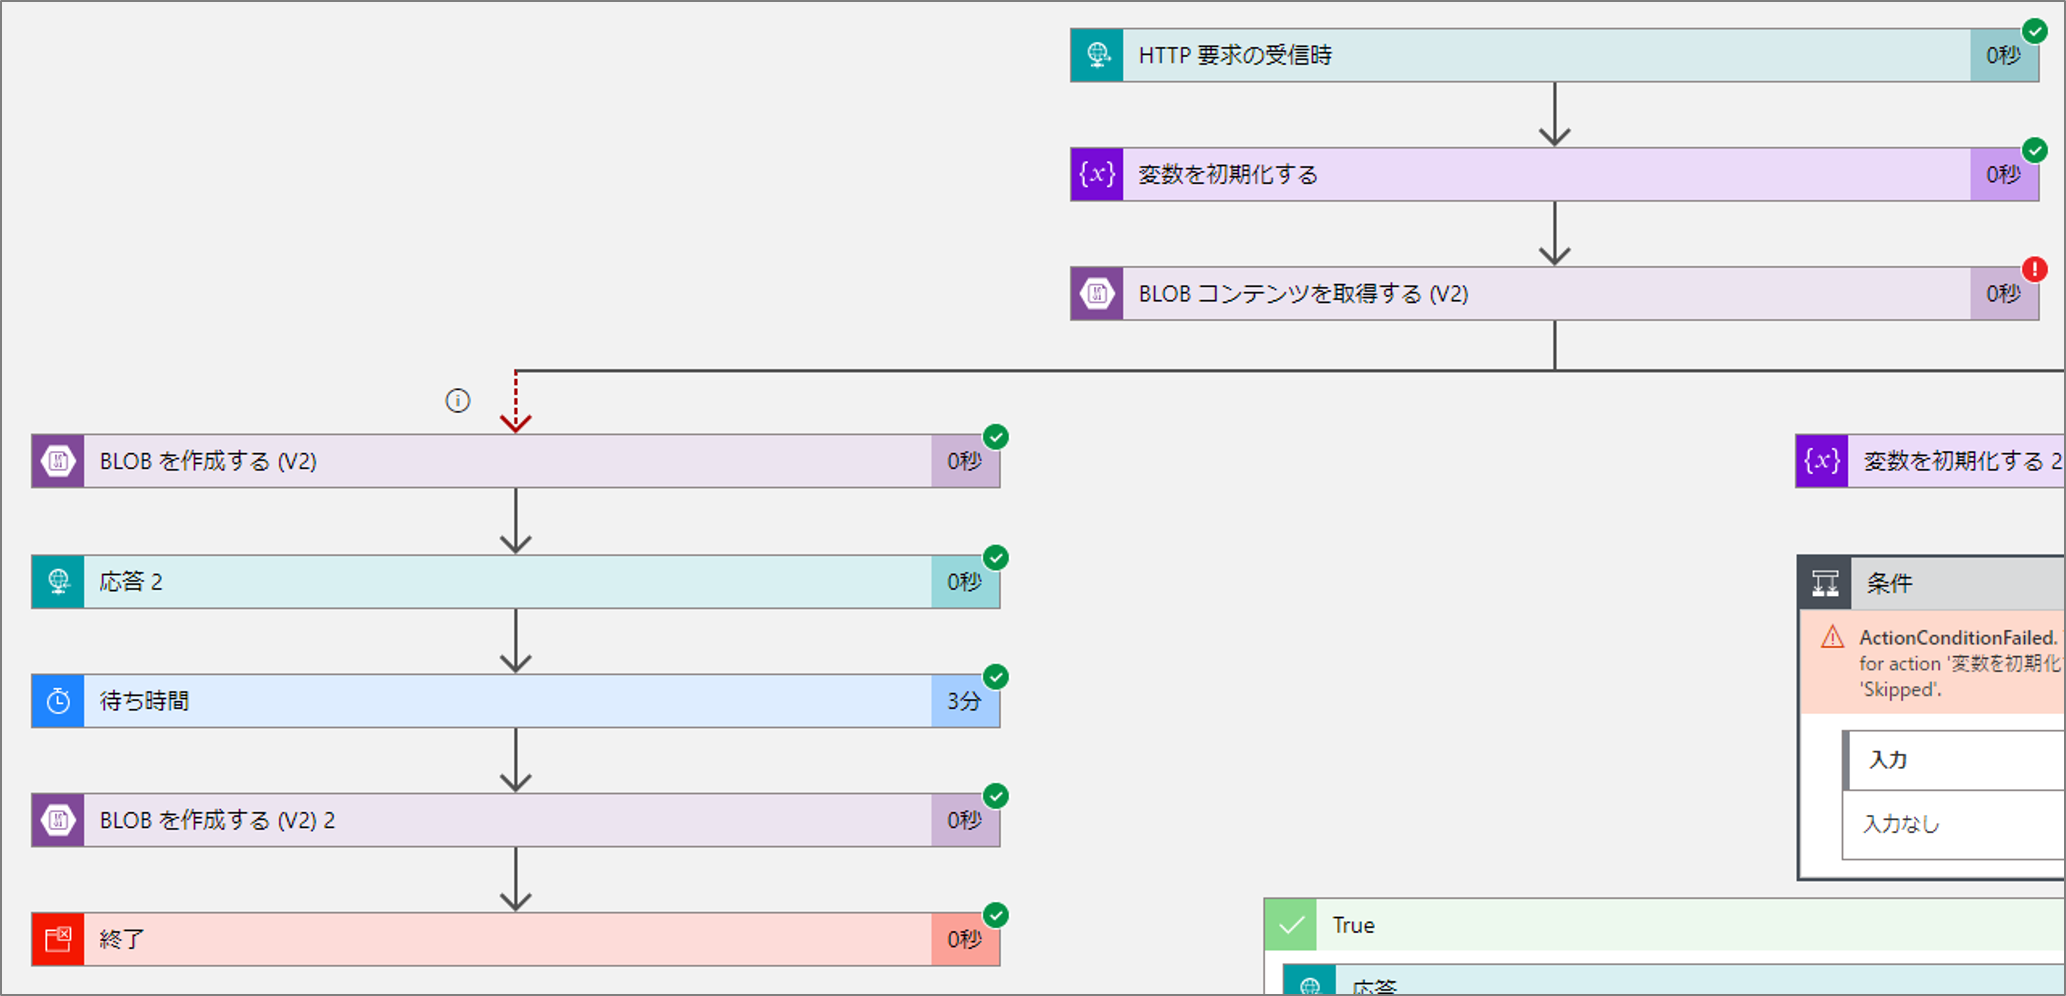 HTTP 要求の受信時
0秒
変数を初期化する
0秒
BLOB コンテンツを取得する (V2)
0秒
BLOB を作成する (V2)
0秒
変数を初期化する 2
応答 2
0秒
条件
ActionConditionFailed.
for action '変数を初期化
'Skipped'.
待ち時間
3分
入力
入力なし
BLOB を作成する (V2) 2
0秒
終了
0秒
True
応答